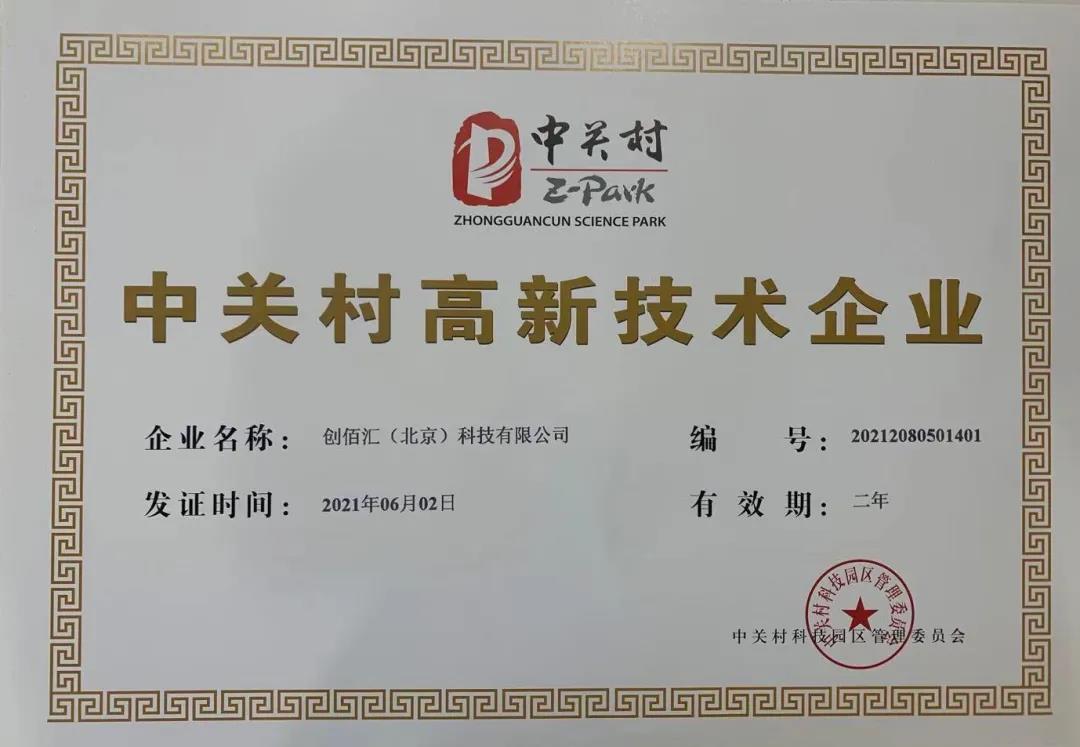 中关村
Z-Park
ZHONGGUANCUN SCIENCE PARK
中关村高新技术企业
企业名称： 创佰汇（北京）科技有限公司
编 号： 20212080501401
发证时间： 2021年06月02日
有 效 期： 二年
中关村科技园区管理委员会
中关村科技园区管理委员会